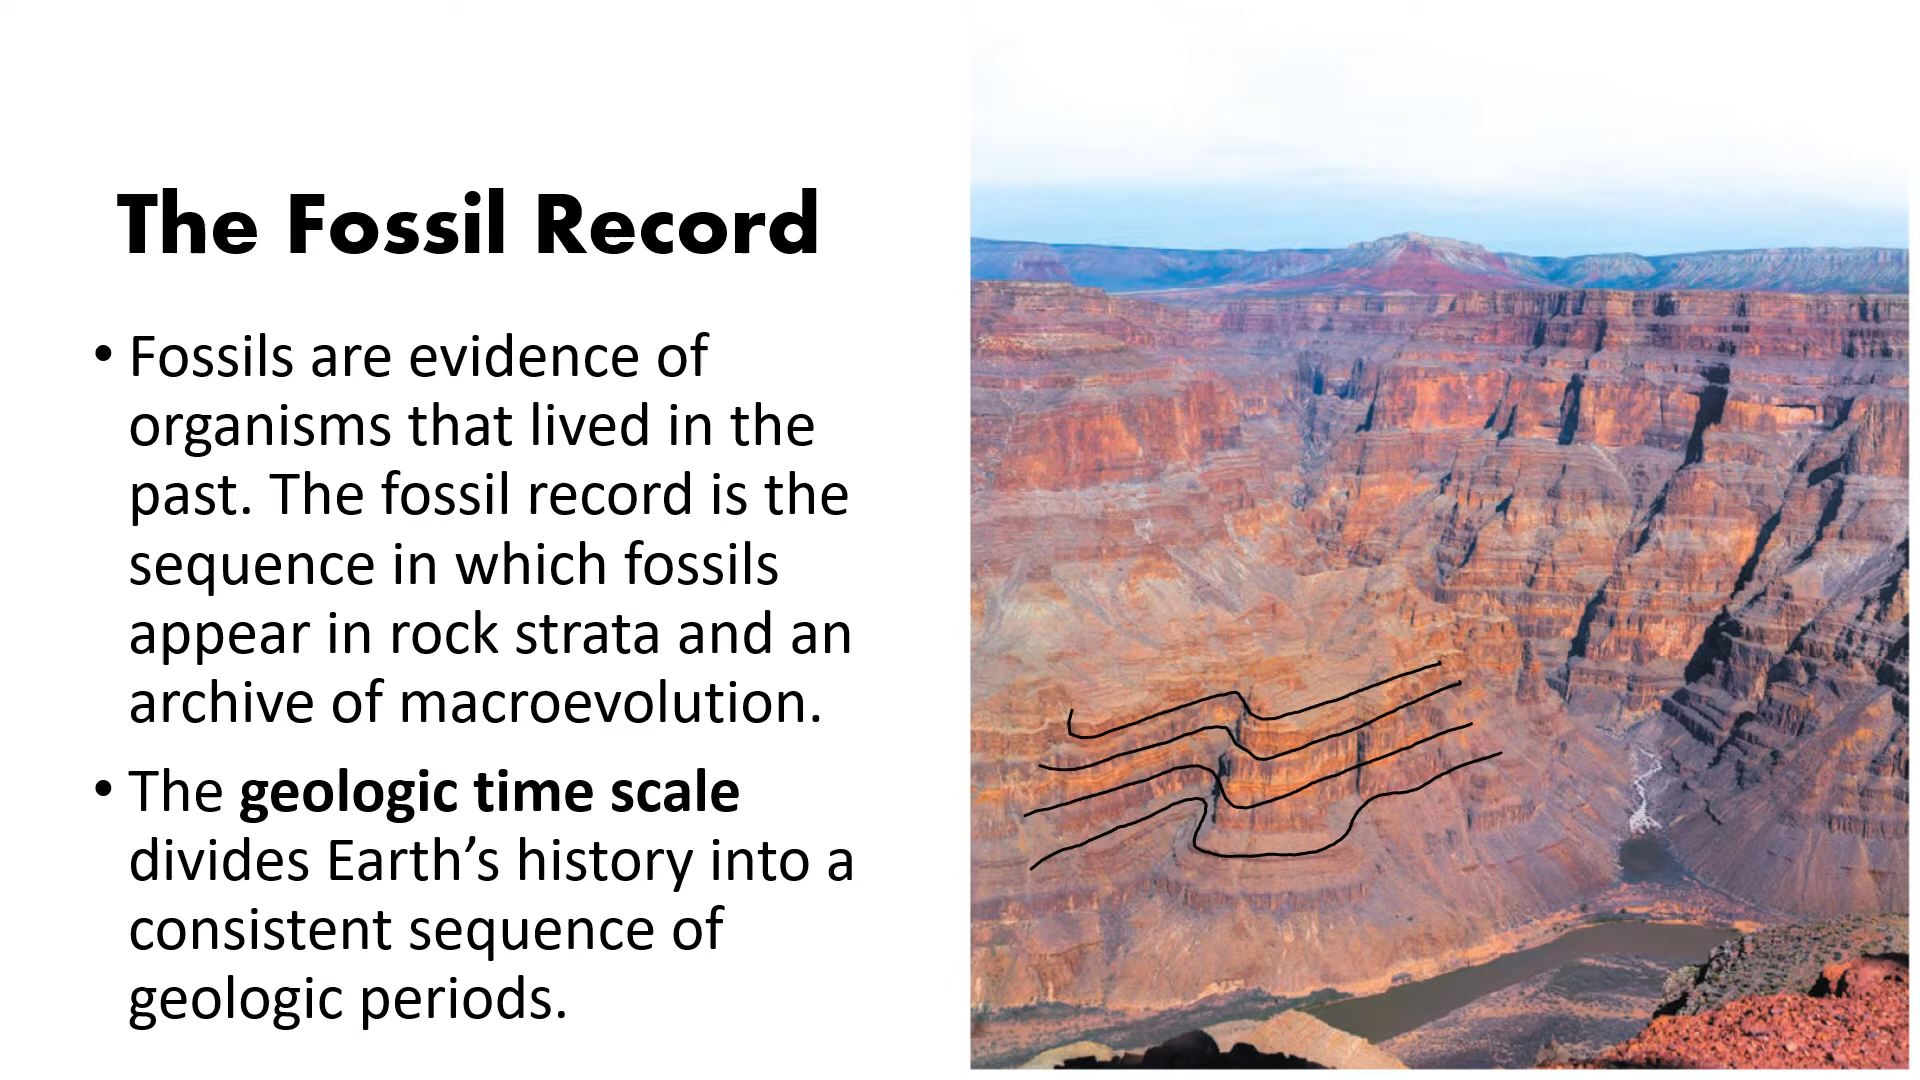 The Fossil Record
• Fossils are evidence of
organisms that lived in the
past. The fossil record is the
sequence in which fossils
appear in rock strata and an
archive of macroevolution.
• The geologic time scale
divides Earth’s history into a
consistent sequence of
geologic periods.